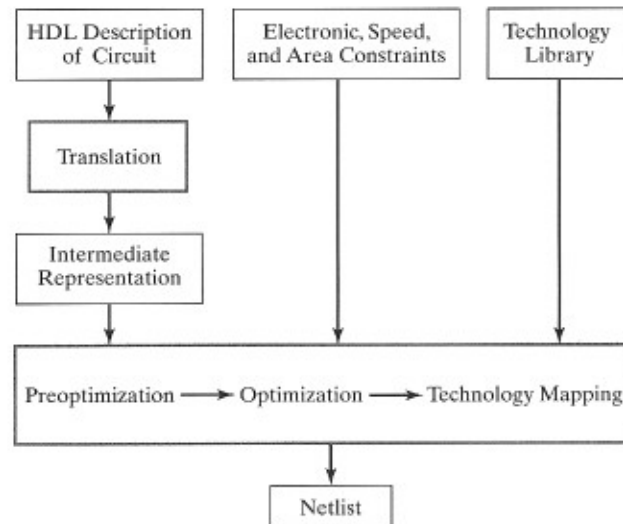 HDL Description
of Circuit
Electronic, Speed,
and Area Constraints
Technology
Library
Translation
Intermediate
Representation
Preoptimization
Optimization
Technology Mapping
Netlist